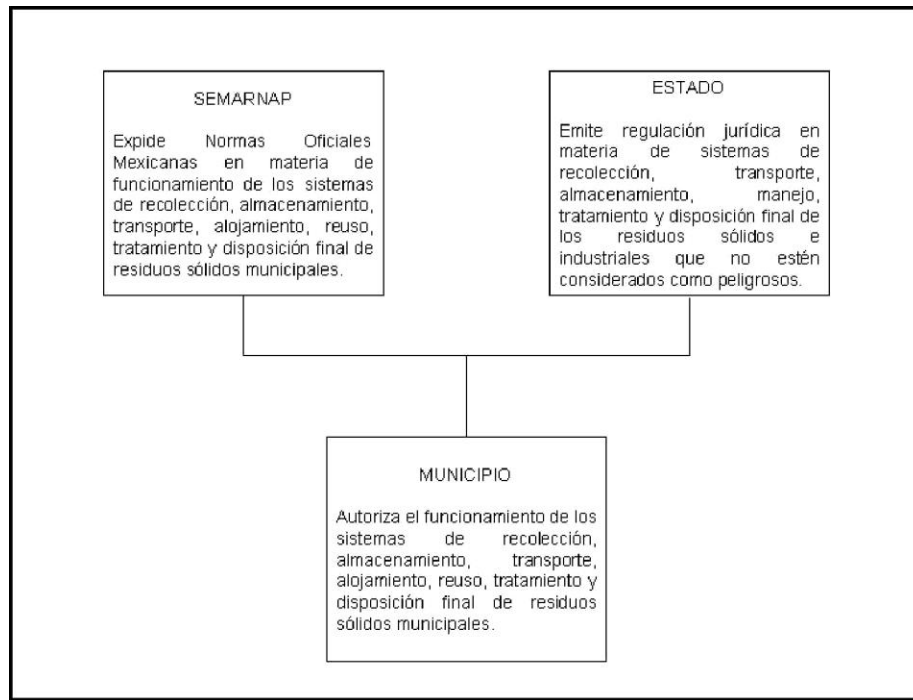 SEMARNAP
Expide Normas Oficiales
Mexicanas en materia de
funcionamiento de los sistemas
de recolección, almacenamiento,
transporte, alojamiento, reuso,
tratamiento y disposición final de
residuos sólidos municipales.
ESTADO
Emite regulación jurídica en
materia de sistemas de
recolección, transporte,
almacenamiento, manejo,
tratamiento y disposición final de
los residuos sólidos e
industriales que no estén
considerados como peligrosos.
MUNICIPIO
Autoriza el funcionamiento de los
sistemas de recolección,
almacenamiento, transporte,
alojamiento, reuso, tratamiento y
disposición final de residuos
sólidos municipales.